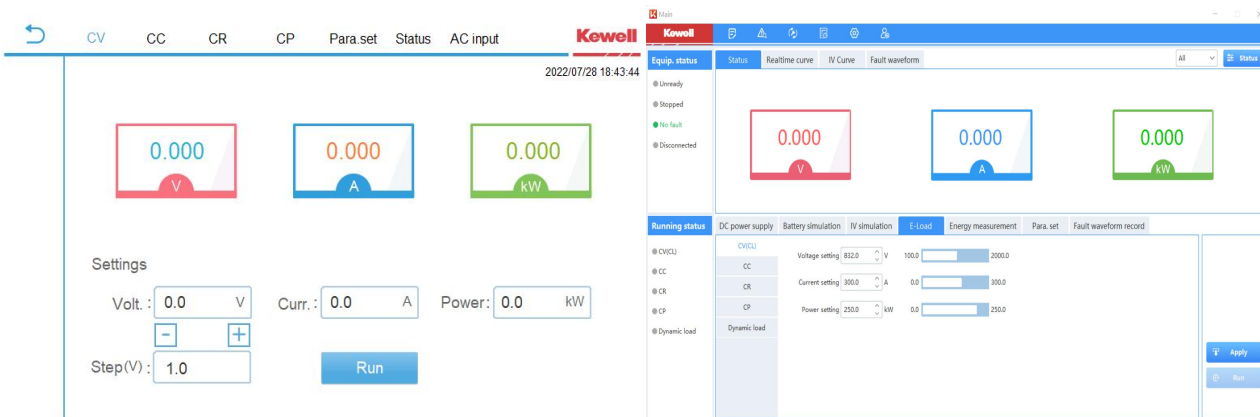 CV CC CR CP Para.set Status AC input Kewell
2022/07/28 18:43:44
0.000 0.000 0.000
V A kW
Settings
Volt. : 0.0 V Curr. : 0.0 A Power: 0.0 kW
- +
Step(V) : 1.0 Run
Main
Kewell
Equip. status Status Realtime curve IV Curve Fault waveform All Status
Unready
Stopped
No fault
Disconnected
0.000 0.000 0.000
V A kW
Running status DC power supply Battery simulation IV simulation E-Load Energy measurement Para. set Fault waveform record
CV(CL)
CC
CR
CP
Dynamic load
CV(CL)
CC
CR
CP
Dynamic load
Voltage setting 832.0 V 100.0 2000.0
Current setting 300.0 A 0.0 300.0
Power setting 250.0 kW 0.0 250.0
Apply
Run